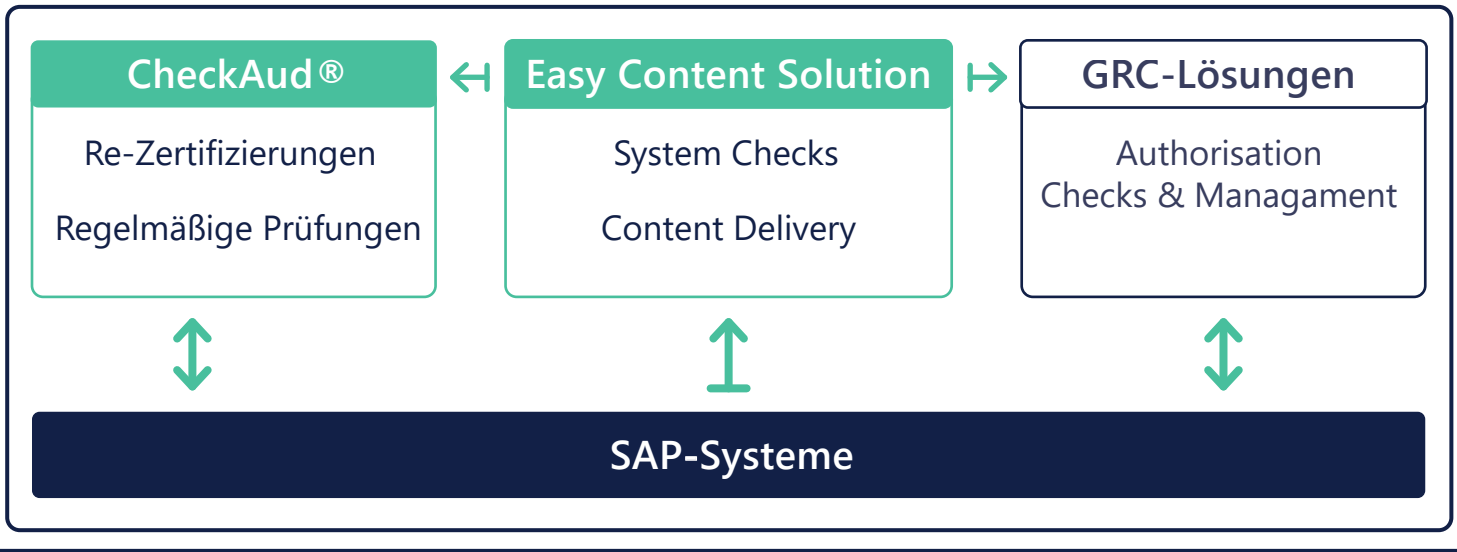 CheckAud®
Re-Zertifizierungen
Regelmäßige Prüfungen
Easy Content Solution
System Checks
Content Delivery
GRC-Lösungen
Authorisation
Checks & Managament
SAP-Systeme